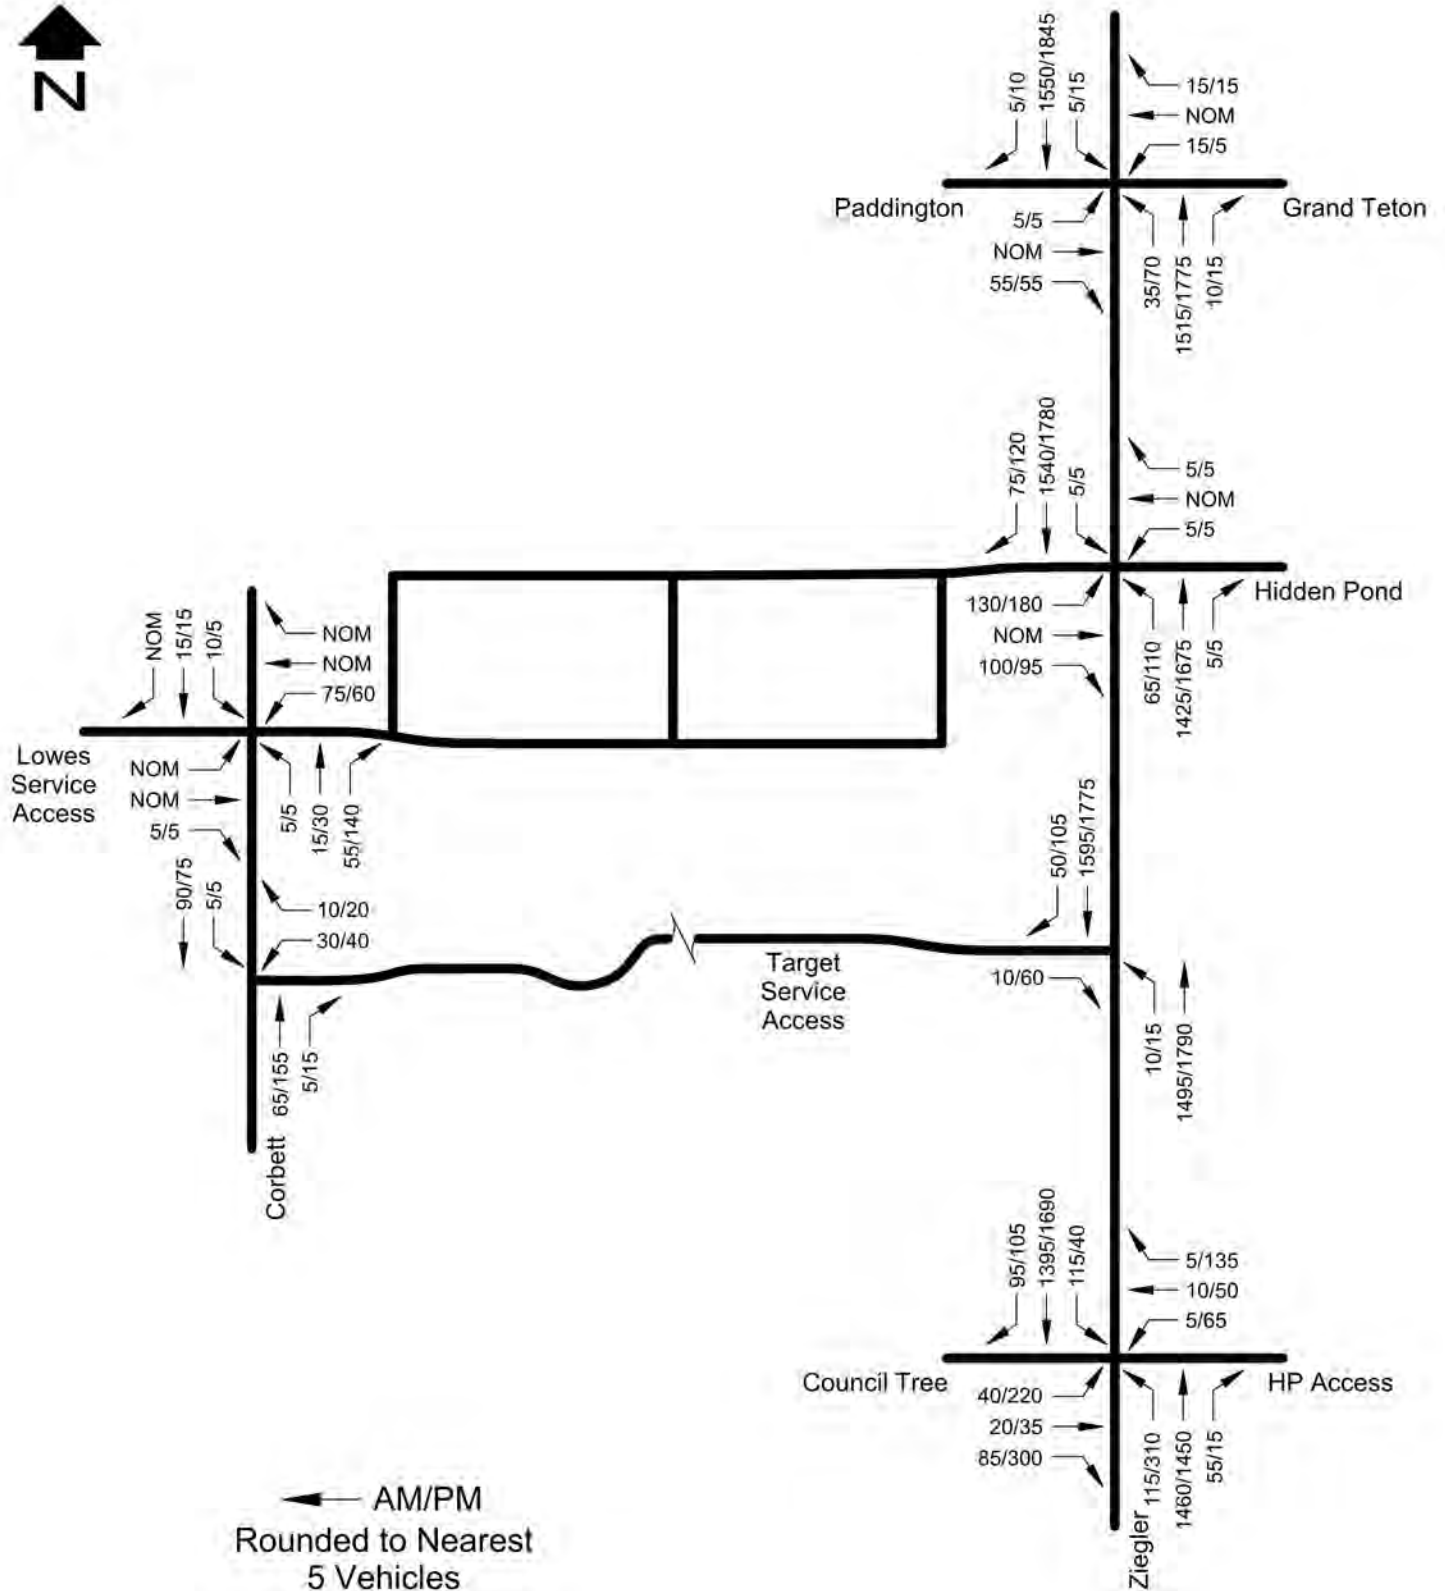 N
5/10
1550/1845
5/15
15/15
NOM
15/5
Paddington
Grand Teton
5/5
NOM
55/55
35/70
1515/1775
10/15
75/120
1540/1780
5/5
5/5
NOM
5/5
Hidden Pond
130/180
NOM
100/95
65/110
1425/1675
5/5
NOM
15/15
10/5
NOM
NOM
75/60
Lowes
Service
Access
NOM
NOM
5/5
5/5
15/30
55/140
90/75
5/5
10/20
30/40
65/155
5/15
Corbett
50/105
1595/1775
Target
Service
Access
10/60
10/15
1495/1790
95/105
1395/1690
115/40
5/135
10/50
5/65
Council Tree
HP Access
40/220
20/35
85/300
115/310
1460/1450
55/15
Ziegler
AM/PM
Rounded to Nearest
5 Vehicles